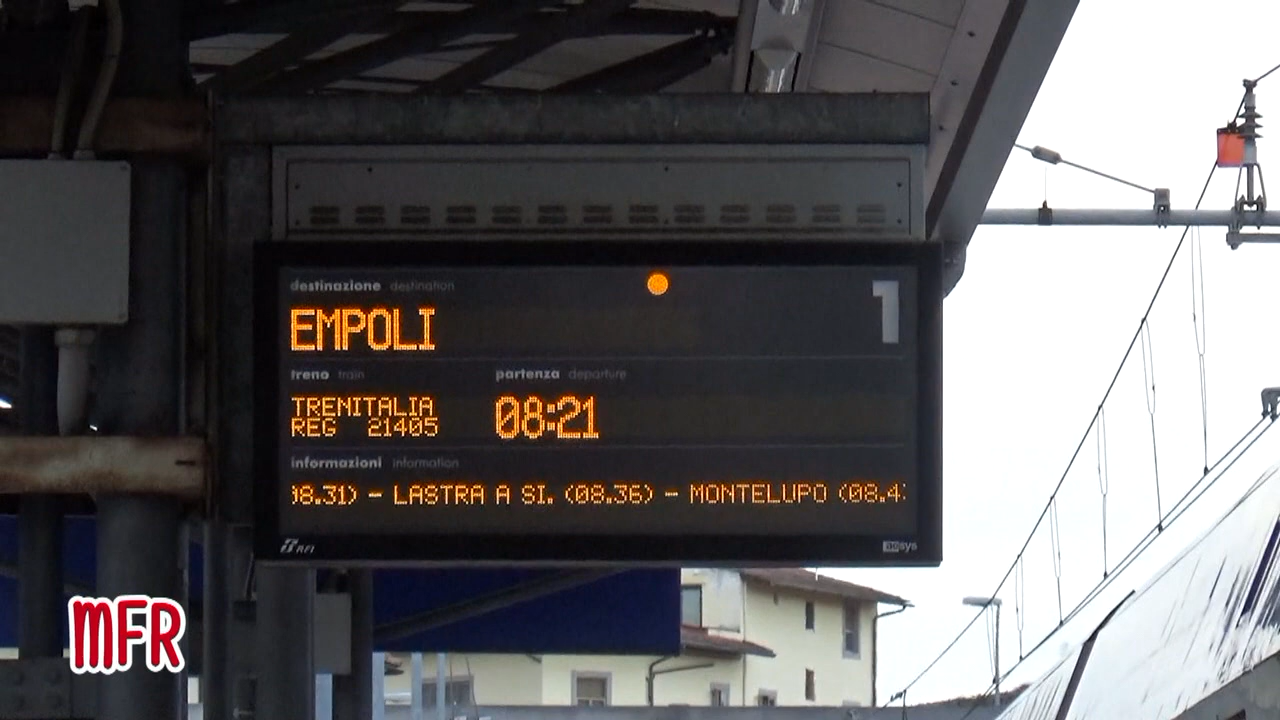 destinazione destination
1
EMPOLI
treno train
partenza departure
TRENITALIA
REG 21405
08:21
informazioni information
08.31) - LASTRA A SI. (08.36) - MONTELUPO (08.4
RFI
aesys
MFR